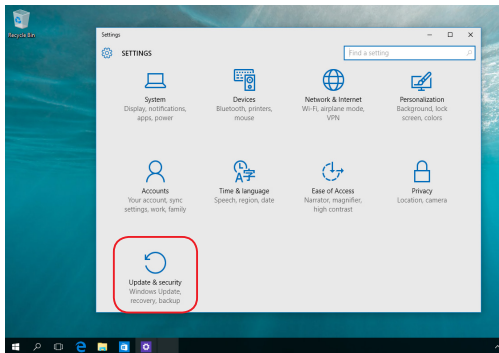 Recycle Bin
Settings
SETTINGS
Find a setting
System
Display, notifications,
apps, power
Devices
Bluetooth, printers,
mouse
Network & Internet
Wi-Fi, airplane mode,
VPN
Personalization
Background, lock
screen, colors
Accounts
Your account, sync
settings, work, family
Time & language
Speech, region, date
Ease of Access
Narrator, magnifier,
high contrast
Privacy
Location, camera
Update & security
Windows Update,
recovery, backup